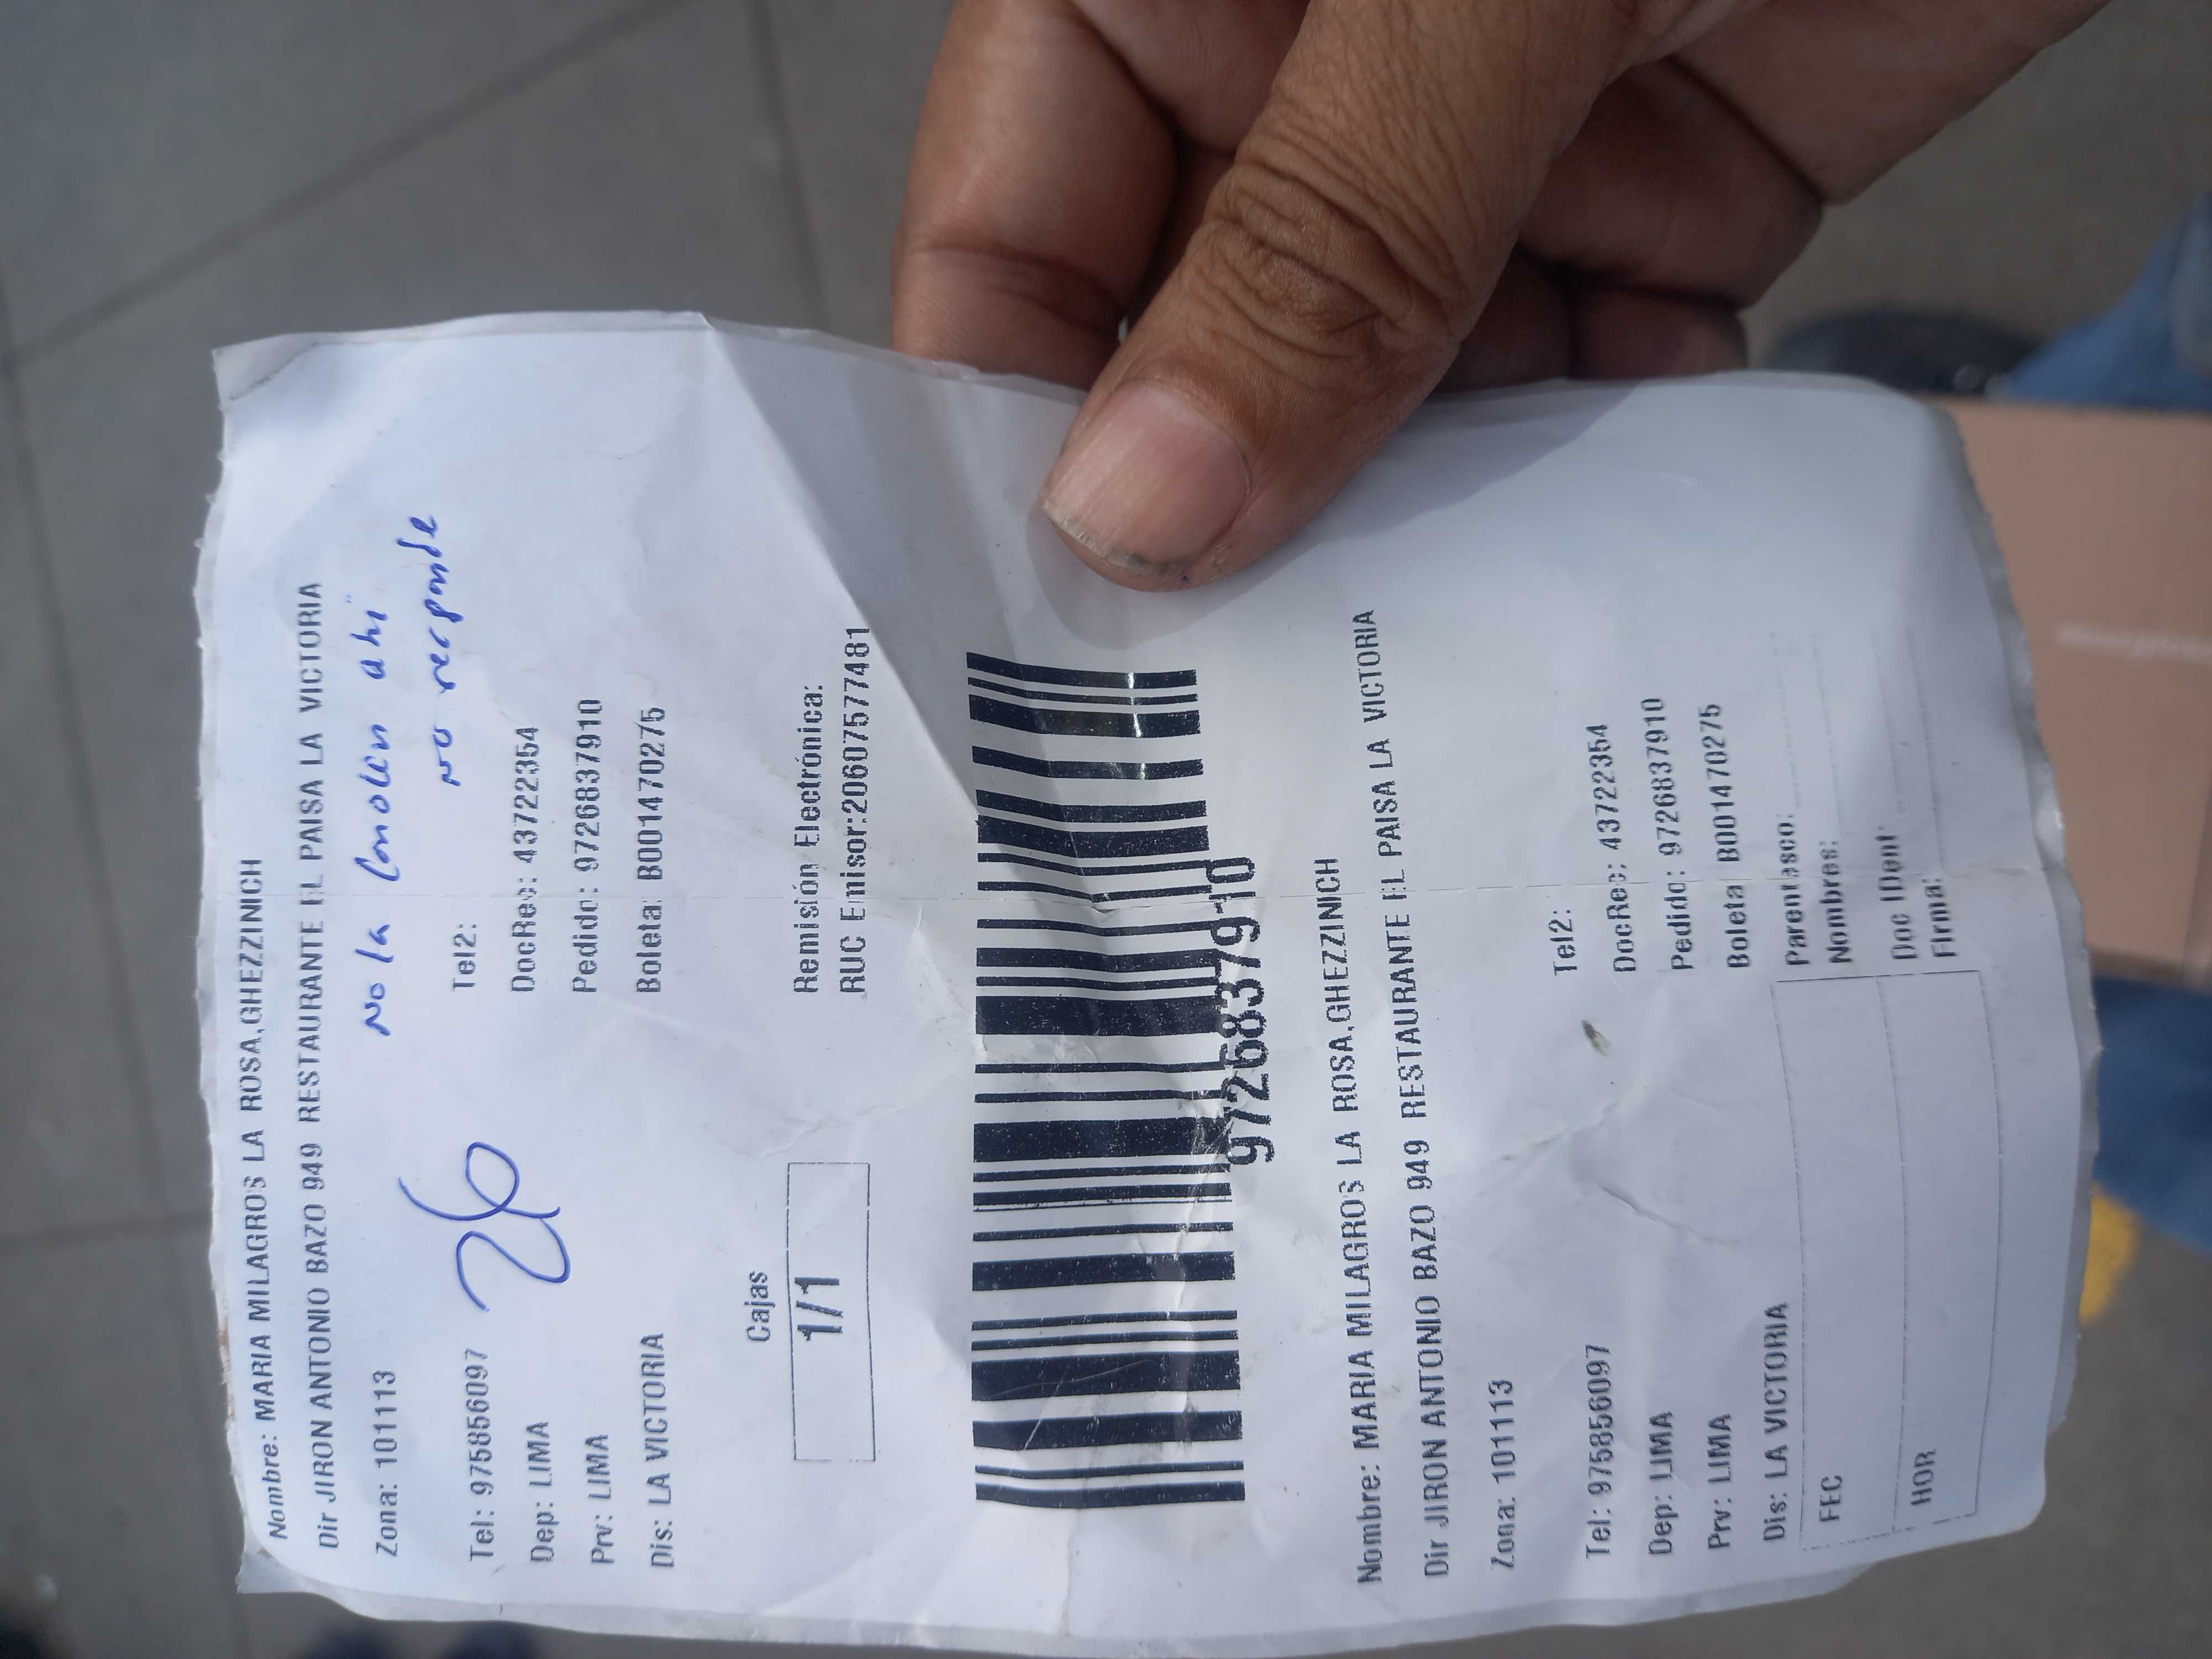 Nombre: MARIA MILAGROS LA ROSA,GHEZZINICH
Dir JIRON ANTONIO BAZO 949 RESTAURANTE EL PAISA LA VICTORIA
Zona: 101113
No la conocen ahi
no responde
Tel: 975856097
Tel2:
Dep: LIMA
DocRec: 43722354
Prv: LIMA
Pedido: 9726837910
Dis: LA VICTORIA
Boleta: B001470275
Cajas
1/1
Remisión Electrónica:
RUC Emisor:20607577481
9726837910
Nombre: MARIA MILAGROS LA ROSA,GHEZZINICH
Dir JIRON ANTONIO BAZO 949 RESTAURANTE EL PAISA LA VICTORIA
Zona: 101113
Tel: 975856097
Tel2:
Dep: LIMA
DocRec: 43722354
Prv: LIMA
Pedido: 9726837910
Dis: LA VICTORIA
Boleta B001470275
FEC
Parentesco:
Nombres:
HOR
Doc IDent:
Firma: